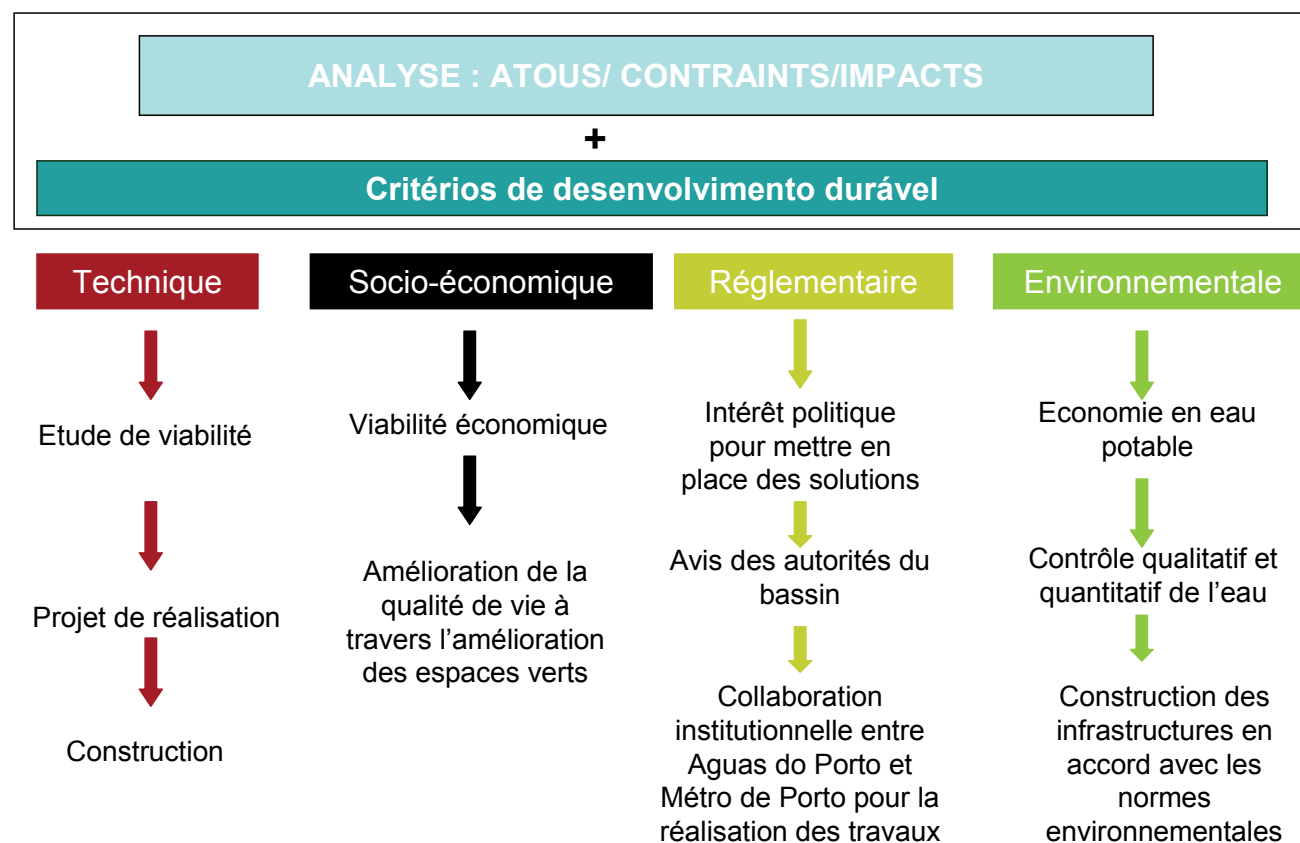 ANALYSE : ATOUS/ CONTRAINTS/IMPACTS
+
Critérios de desenvolvimento durável
Technique
Etude de viabilité
Projet de réalisation
Construction
Socio-économique
Viabilité économique
Amélioration de la
qualité de vie à
travers l’amélioration
des espaces verts
Réglementaire
Intérêt politique
pour mettre en
place des solutions
Avis des autorités du
bassin
Collaboration
institutionnelle entre
Aguas do Porto et
Métro de Porto pour la
réalisation des travaux
Environnementale
Economie en eau
potable
Contrôle qualitatif et
quantitatif de l’eau
Construction des
infrastructures en
accord avec les
normes
environnementales